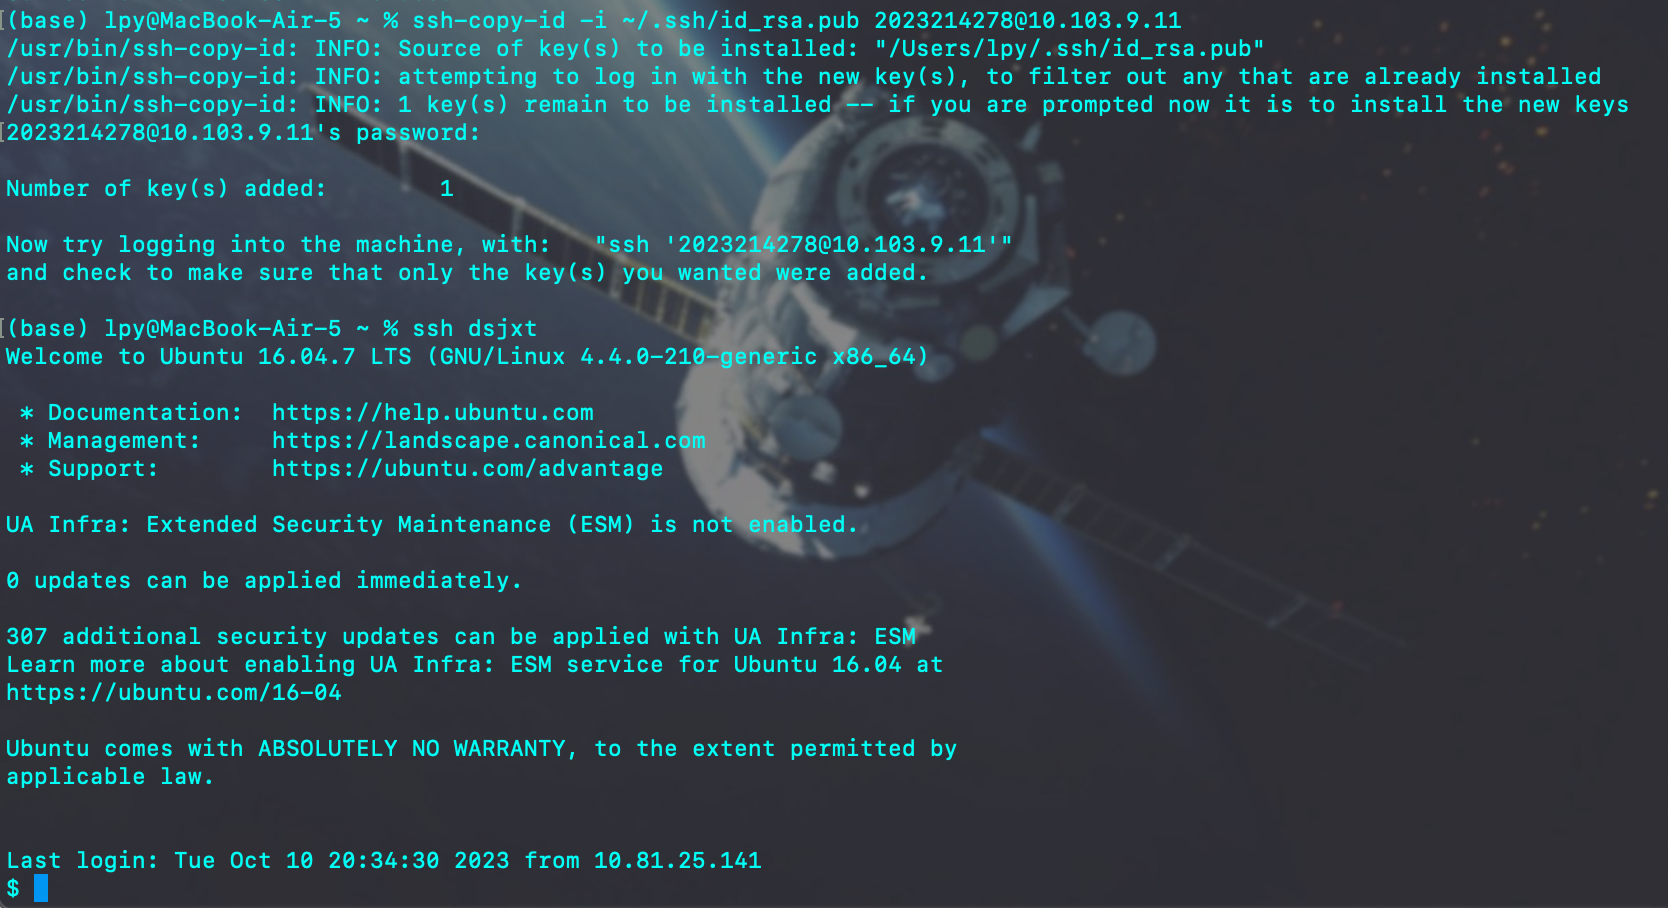 (base) lpy@MacBook-Air-5 ~ % ssh-copy-id -i ~/.ssh/id_rsa.pub 2023214278@10.103.9.11
/usr/bin/ssh-copy-id: INFO: Source of key(s) to be installed: "/Users/lpy/.ssh/id_rsa.pub"
/usr/bin/ssh-copy-id: INFO: attempting to log in with the new key(s), to filter out any that are already installed
/usr/bin/ssh-copy-id: INFO: 1 key(s) remain to be installed -- if you are prompted now it is to install the new keys
2023214278@10.103.9.11's password:
Number of key(s) added:        1
Now try logging into the machine, with:   "ssh '2023214278@10.103.9.11'"
and check to make sure that only the key(s) you wanted were added.
(base) lpy@MacBook-Air-5 ~ % ssh dsjxt
Welcome to Ubuntu 16.04.7 LTS (GNU/Linux 4.4.0-210-generic x86_64)
 * Documentation:  https://help.ubuntu.com
 * Management:     https://landscape.canonical.com
 * Support:        https://ubuntu.com/advantage
UA Infra: Extended Security Maintenance (ESM) is not enabled.
0 updates can be applied immediately.
307 additional security updates can be applied with UA Infra: ESM
Learn more about enabling UA Infra: ESM service for Ubuntu 16.04 at
https://ubuntu.com/16-04
Ubuntu comes with ABSOLUTELY NO WARRANTY, to the extent permitted by
applicable law.
Last login: Tue Oct 10 20:34:30 2023 from 10.81.25.141
$